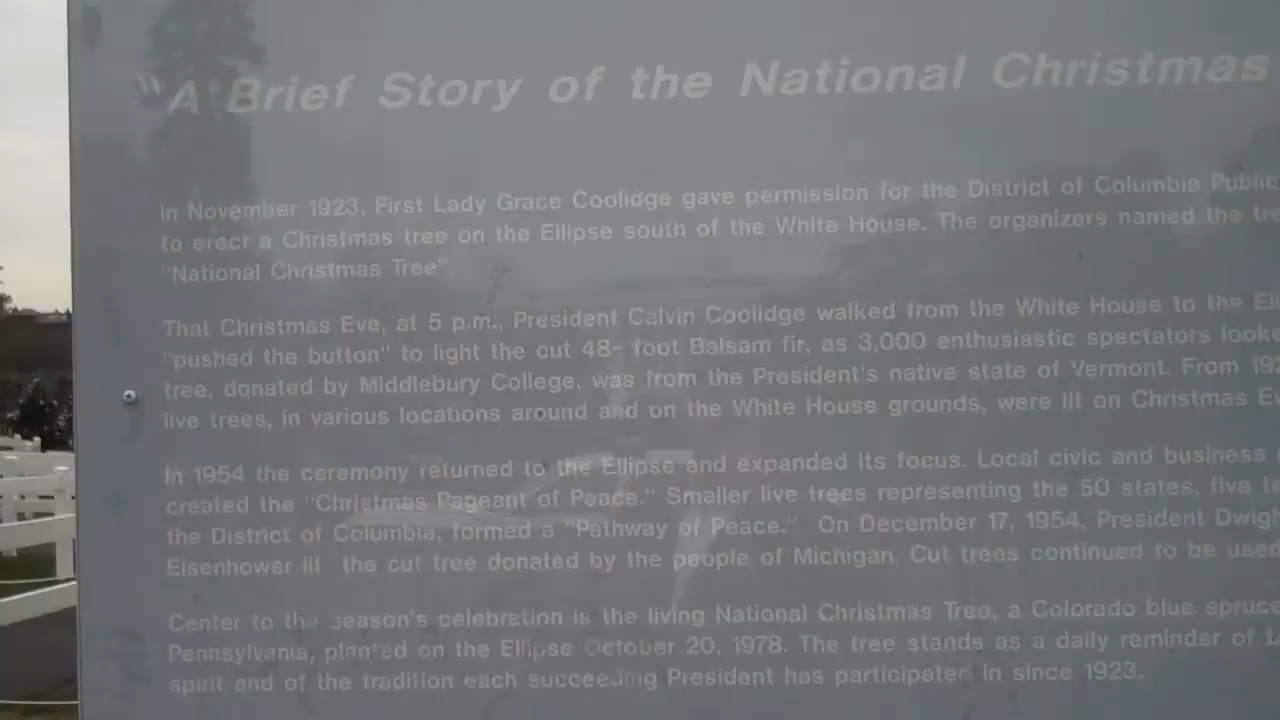 "A Brief Story of the National Christmas
In November 1923, First Lady Grace Coolidge gave permission for the District of Columbia Public
to erect a Christmas tree on the Ellipse south of the White House. The organizers named the
"National Christmas Tree".
That Christmas Eve, at 5 p.m., President Calvin Coolidge walked from the White House to the
"pushed the button" to light the cut 48- foot Balsam fir, as 3,000 enthusiastic spectators
tree, donated by Middlebury College, was from the President's native state of Vermont. From
live trees, in various locations around and on the White House grounds, were lit on Christmas
In 1954 the ceremony returned to the Ellipse and expanded its focus. Local civic and business
created the "Christmas Pageant of Peace." Smaller live trees representing the 50 states, five
the District of Columbia, formed a "Pathway of Peace." On December 17, 1954, President
Eisenhower lit the cut tree donated by the people of Michigan. Cut trees continued to be used
Center to the season's celebration is the living National Christmas Tree, a Colorado blue spruce
Pennsylvania, planted on the Ellipse October 20, 1978. The tree stands as a daily reminder of
spirit and of the tradition each succeeding President has participated in since 1923.